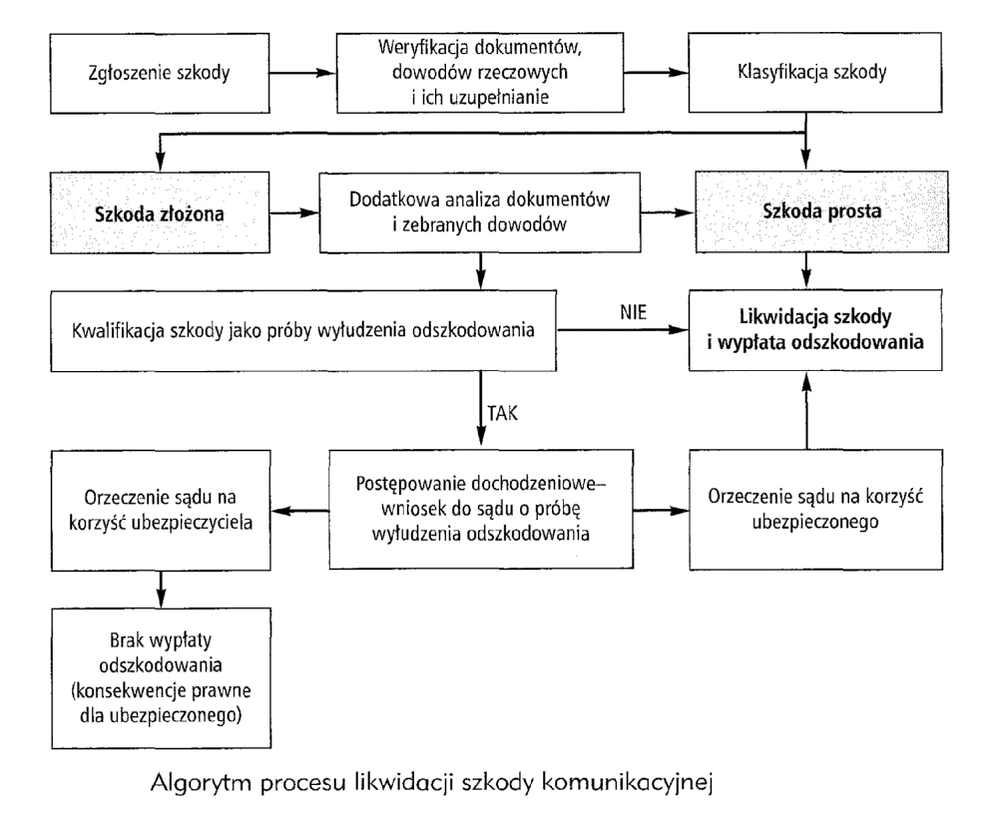 Zgłoszenie szkody
Weryfikacja dokumentów,
dowodów rzeczowych
i ich uzupełnianie
Klasyfikacja szkody
Szkoda złożona
Dodatkowa analiza dokumentów
i zebranych dowodów
Szkoda prosta
Kwalifikacja szkody jako próby wyłudzenia odszkodowania
NIE
Likwidacja szkody
i wypłata odszkodowania
TAK
Orzeczenie sądu na
korzyść ubezpieczyciela
Postępowanie dochodzeniowe–
wniosek do sądu o próbę
wyłudzenia odszkodowania
Orzeczenie sądu na korzyść
ubezpieczonego
Brak wypłaty
odszkodowania
(konsekwencje prawne
dla ubezpieczonego)
Algorytm procesu likwidacji szkody komunikacyjnej